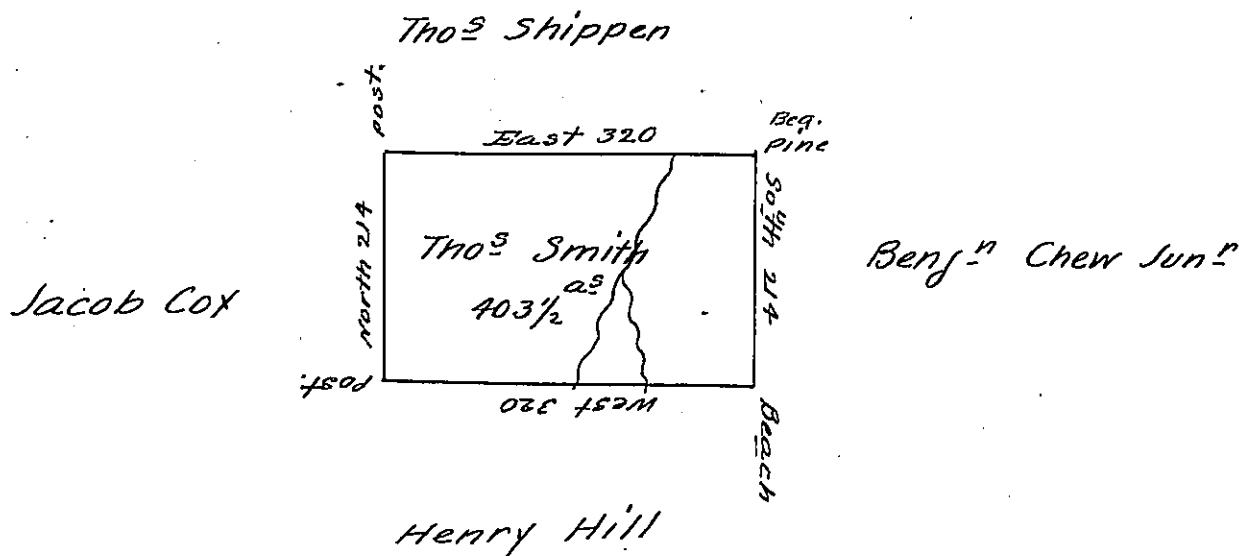 Thoˢ Shippen
post.
East 320
Beg.
Pine
North 214
Soᵘᵗʰ 214
Thoˢ Smith
403½ aˢ
Jacob Cox
Benjⁿ Chew Junʳ
Post.
West 320
Beach
Henry Hill